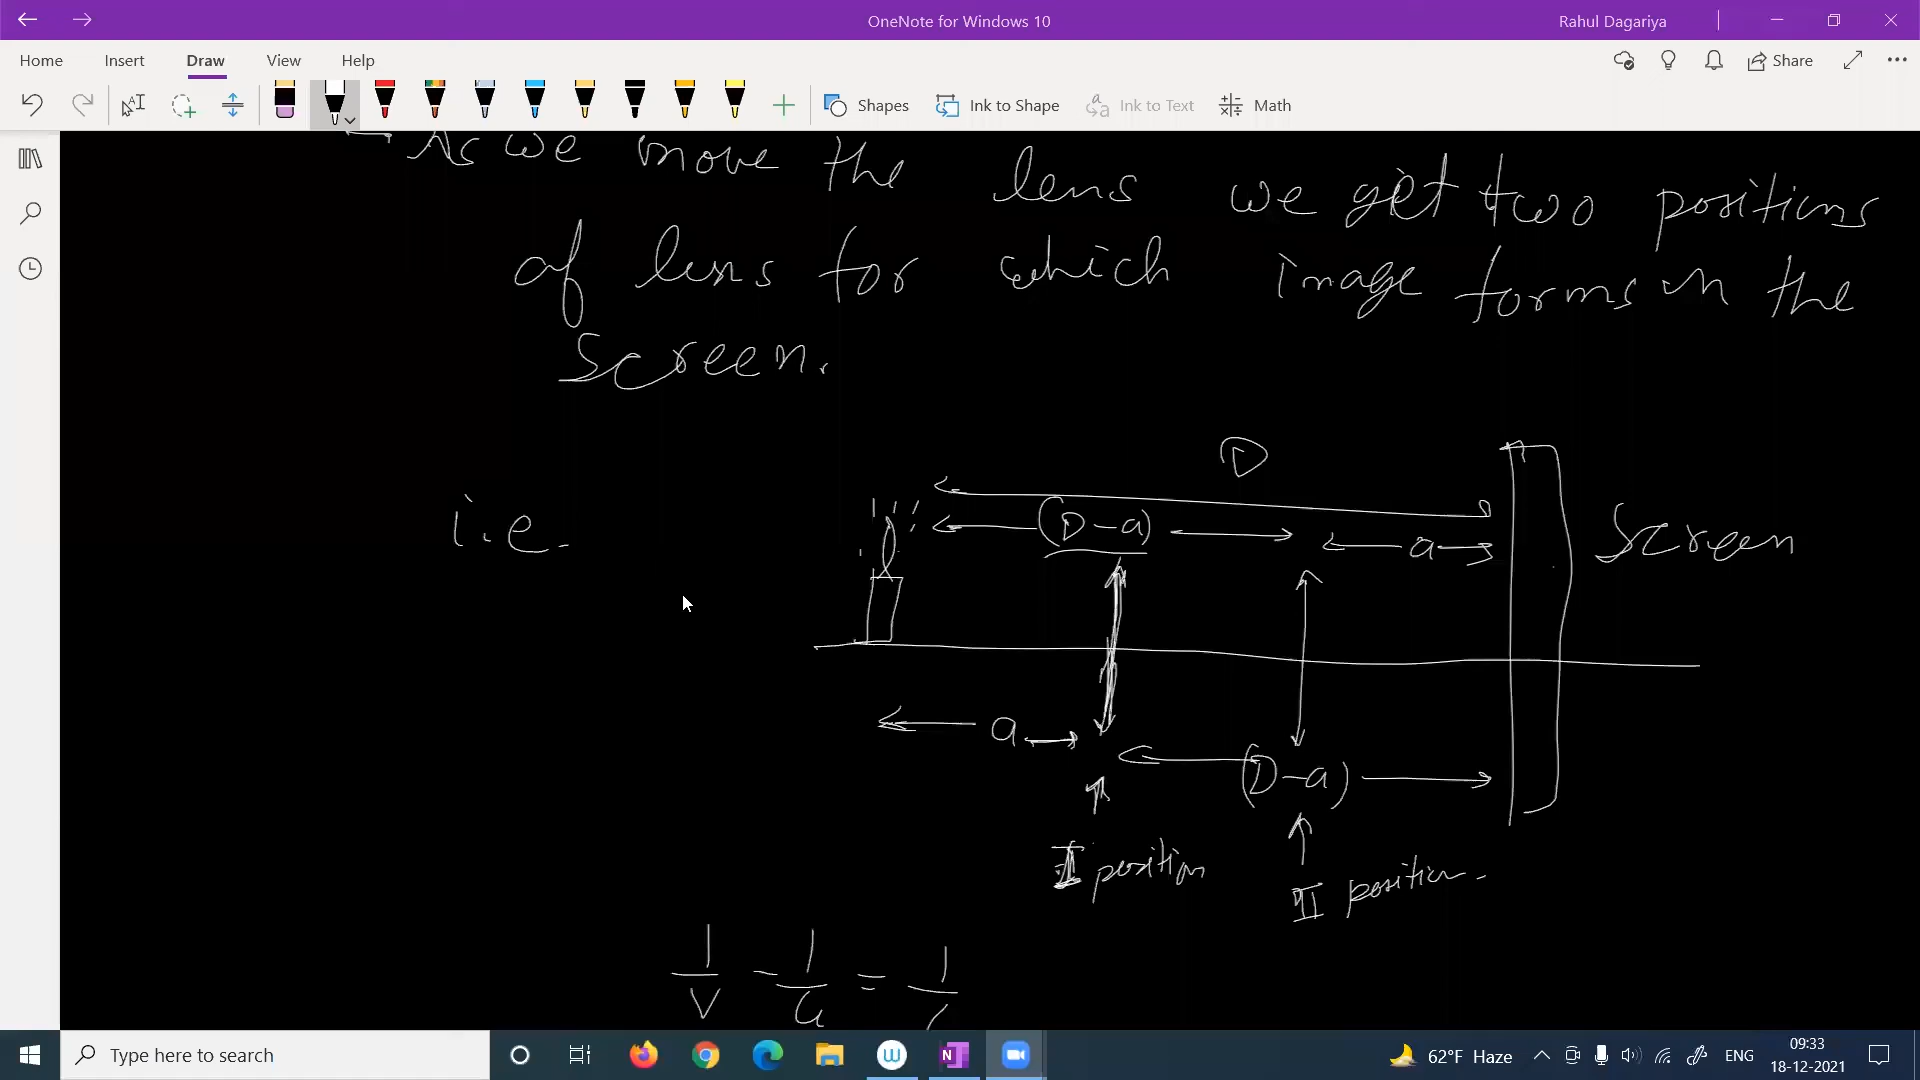 OneNote for Windows 10
Rahul Dagariya
Home Insert Draw View Help
Share
Shapes Ink to Shape Ink to Text Math
As we move the lens we get two positions
of lens for which image forms on the
screen.
D
i.e.
(D-a) a
Screen
a
(D-a)
I position
II position.
1/v - 1/u = 1/
Type here to search
62°F Haze
ENG
09:33
18-12-2021